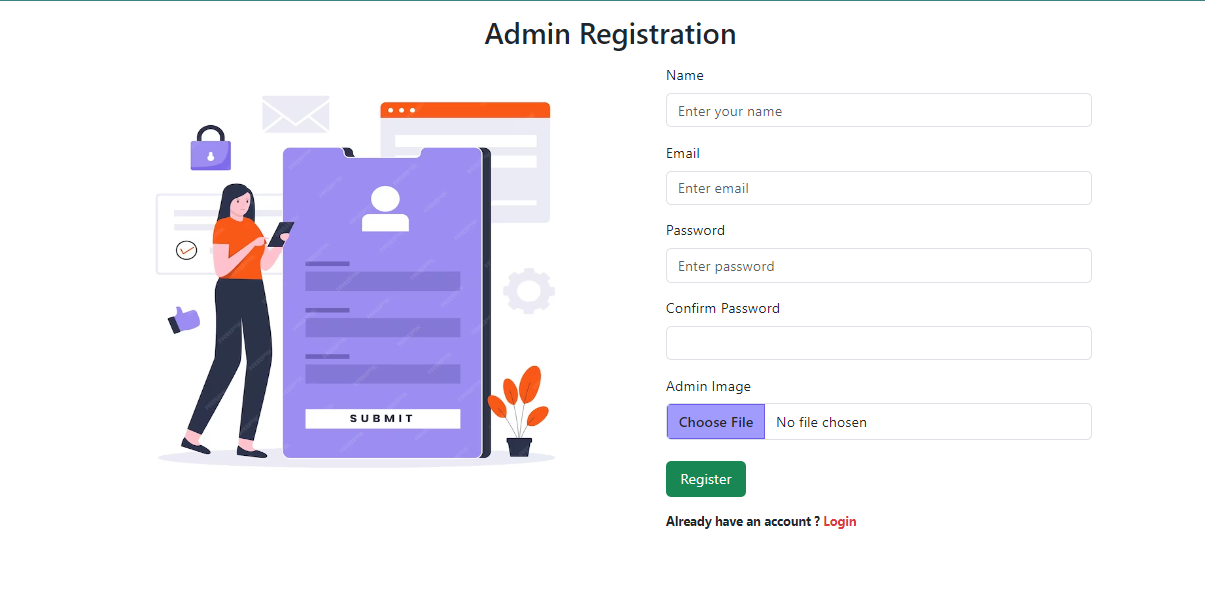 Admin Registration
Name
Enter your name
Email
Enter email
Password
Enter password
Confirm Password
Admin Image
Choose File No file chosen
Register
Already have an account ? Login
SUBMIT